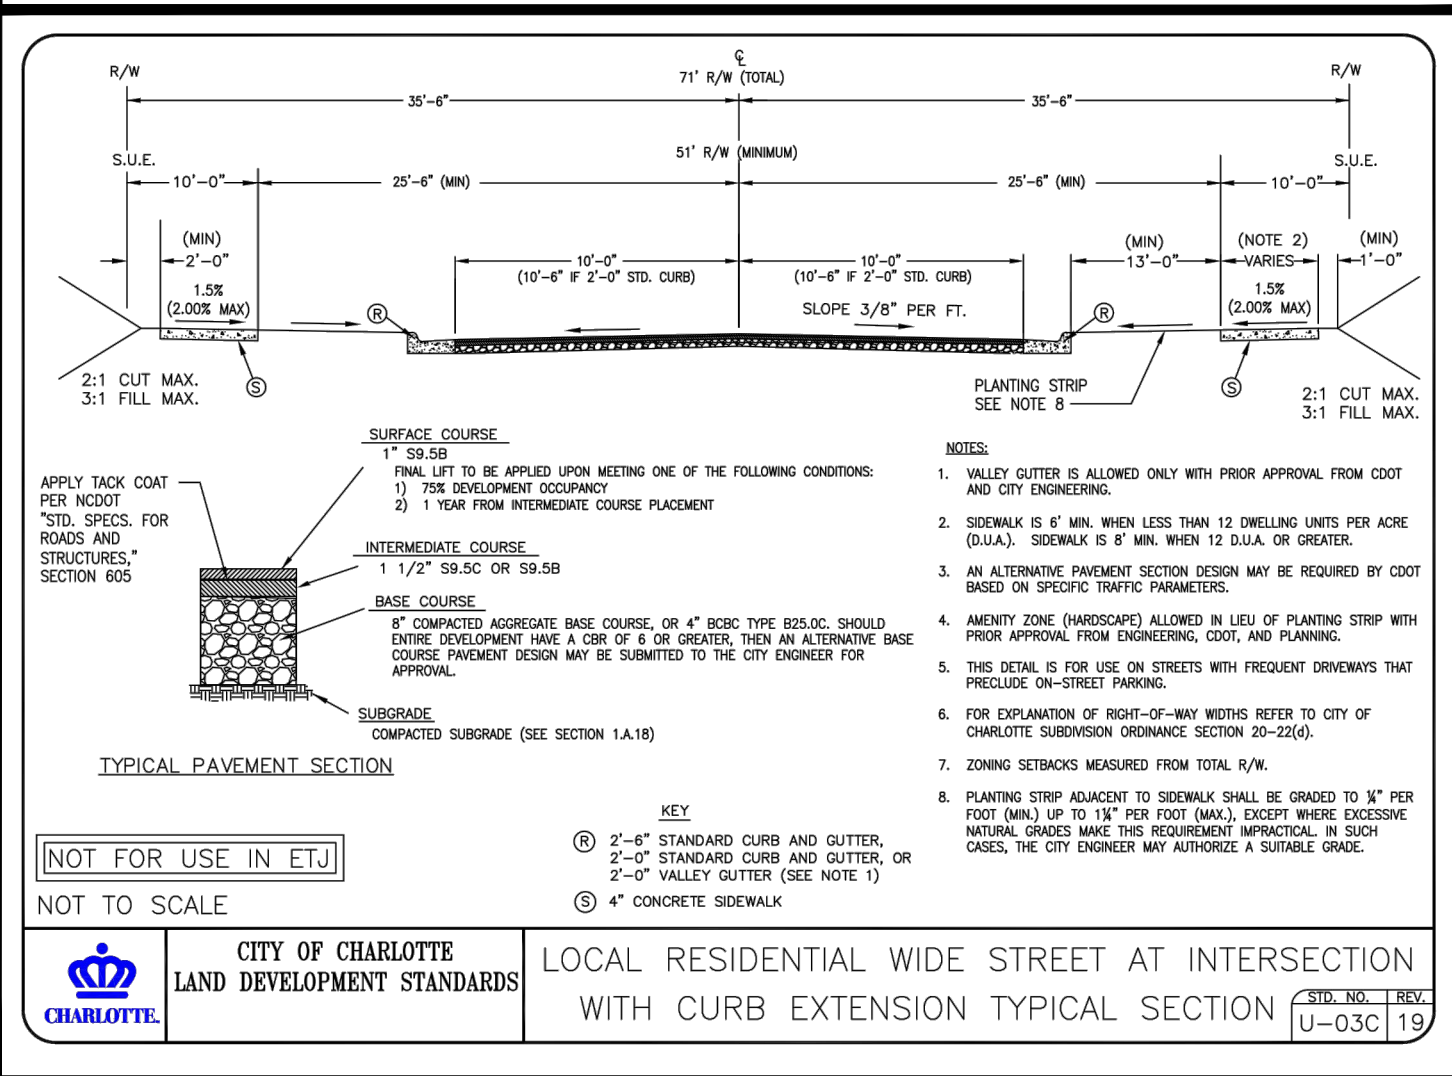 ℄
R/W
71' R/W (TOTAL)
R/W
35'-6"
35'-6"
51' R/W (MINIMUM)
S.U.E.
S.U.E.
10'-0"
25'-6" (MIN)
25'-6" (MIN)
10'-0"
(MIN)
2'-0"
10'-0"
(10'-6" IF 2'-0" STD. CURB)
10'-0"
(10'-6" IF 2'-0" STD. CURB)
(MIN)
13'-0"
(NOTE 2)
VARIES
(MIN)
1'-0"
1.5%
(2.00% MAX)
SLOPE 3/8" PER FT.
1.5%
(2.00% MAX)
R
R
S
S
2:1 CUT MAX.
3:1 FILL MAX.
PLANTING STRIP
SEE NOTE 8
2:1 CUT MAX.
3:1 FILL MAX.
SURFACE COURSE
1" S9.5B
FINAL LIFT TO BE APPLIED UPON MEETING ONE OF THE FOLLOWING CONDITIONS:
1) 75% DEVELOPMENT OCCUPANCY
2) 1 YEAR FROM INTERMEDIATE COURSE PLACEMENT
APPLY TACK COAT
PER NCDOT
"STD. SPECS. FOR
ROADS AND
STRUCTURES,"
SECTION 605
INTERMEDIATE COURSE
1 1/2" S9.5C OR S9.5B
BASE COURSE
8" COMPACTED AGGREGATE BASE COURSE, OR 4" BCBC TYPE B25.0C. SHOULD
ENTIRE DEVELOPMENT HAVE A CBR OF 6 OR GREATER, THEN AN ALTERNATIVE BASE
COURSE PAVEMENT DESIGN MAY BE SUBMITTED TO THE CITY ENGINEER FOR
APPROVAL.
SUBGRADE
COMPACTED SUBGRADE (SEE SECTION 1.A.18)
TYPICAL PAVEMENT SECTION
NOTES:
1. VALLEY GUTTER IS ALLOWED ONLY WITH PRIOR APPROVAL FROM CDOT
AND CITY ENGINEERING.
2. SIDEWALK IS 6' MIN. WHEN LESS THAN 12 DWELLING UNITS PER ACRE
(D.U.A.). SIDEWALK IS 8' MIN. WHEN 12 D.U.A. OR GREATER.
3. AN ALTERNATIVE PAVEMENT SECTION DESIGN MAY BE REQUIRED BY CDOT
BASED ON SPECIFIC TRAFFIC PARAMETERS.
4. AMENITY ZONE (HARDSCAPE) ALLOWED IN LIEU OF PLANTING STRIP WITH
PRIOR APPROVAL FROM ENGINEERING, CDOT, AND PLANNING.
5. THIS DETAIL IS FOR USE ON STREETS WITH FREQUENT DRIVEWAYS THAT
PRECLUDE ON-STREET PARKING.
6. FOR EXPLANATION OF RIGHT-OF-WAY WIDTHS REFER TO CITY OF
CHARLOTTE SUBDIVISION ORDINANCE SECTION 20-22(d).
7. ZONING SETBACKS MEASURED FROM TOTAL R/W.
8. PLANTING STRIP ADJACENT TO SIDEWALK SHALL BE GRADED TO ¼" PER
FOOT (MIN.) UP TO 1¼" PER FOOT (MAX.), EXCEPT WHERE EXCESSIVE
NATURAL GRADES MAKE THIS REQUIREMENT IMPRACTICAL. IN SUCH
CASES, THE CITY ENGINEER MAY AUTHORIZE A SUITABLE GRADE.
KEY
R 2'-6" STANDARD CURB AND GUTTER,
2'-0" STANDARD CURB AND GUTTER, OR
2'-0" VALLEY GUTTER (SEE NOTE 1)
S 4" CONCRETE SIDEWALK
NOT FOR USE IN ETJ
NOT TO SCALE
CHARLOTTE.
CITY OF CHARLOTTE
LAND DEVELOPMENT STANDARDS
LOCAL RESIDENTIAL WIDE STREET AT INTERSECTION
WITH CURB EXTENSION TYPICAL SECTION
STD. NO. REV.
U-03C 19